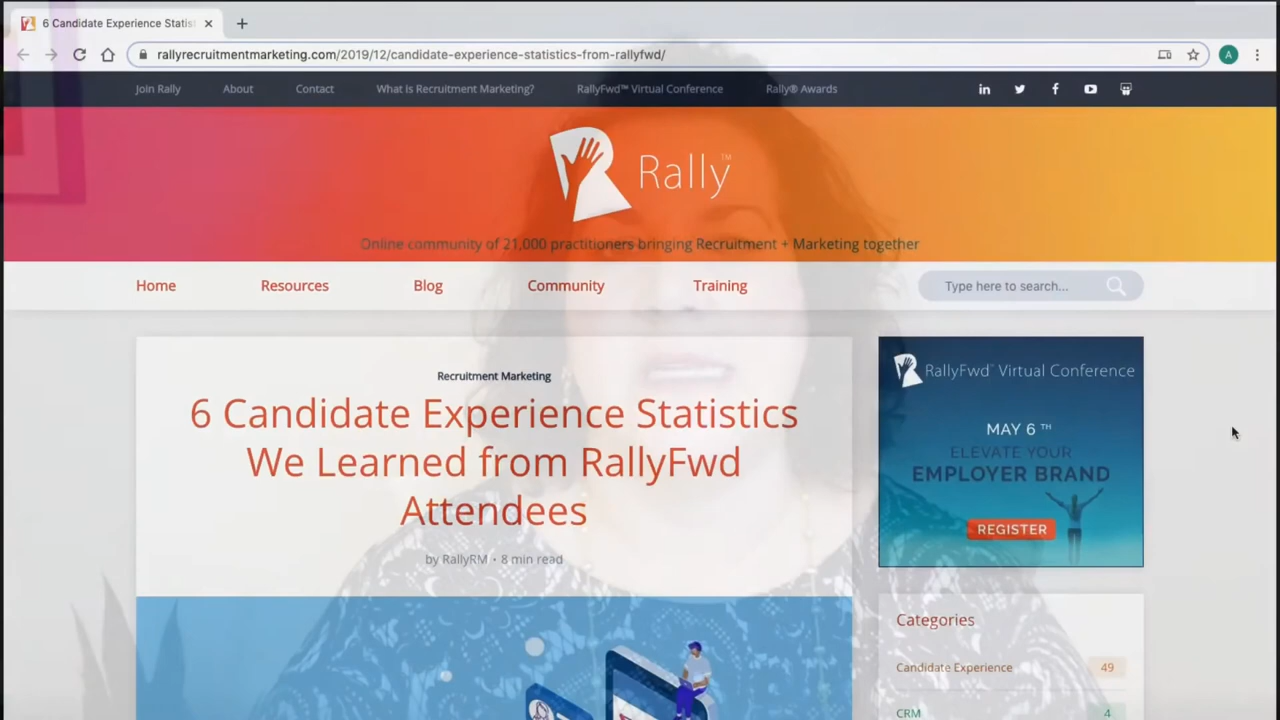 6 Candidate Experience Statis
rallyrecruitmentmarketing.com/2019/12/candidate-experience-statistics-from-rallyfwd/
A
Join Rally About Contact What is Recruitment Marketing? RallyFwd™ Virtual Conference Rally® Awards
Rally™
Online community of 21,000 practitioners bringing Recruitment + Marketing together
Home Resources Blog Community Training Type here to search...
Recruitment Marketing
6 Candidate Experience Statistics
We Learned from RallyFwd
Attendees
by RallyRM • 8 min read
RallyFwd™ Virtual Conference
MAY 6 TH
ELEVATE YOUR
EMPLOYER BRAND
REGISTER
Categories
Candidate Experience 49
CRM 4